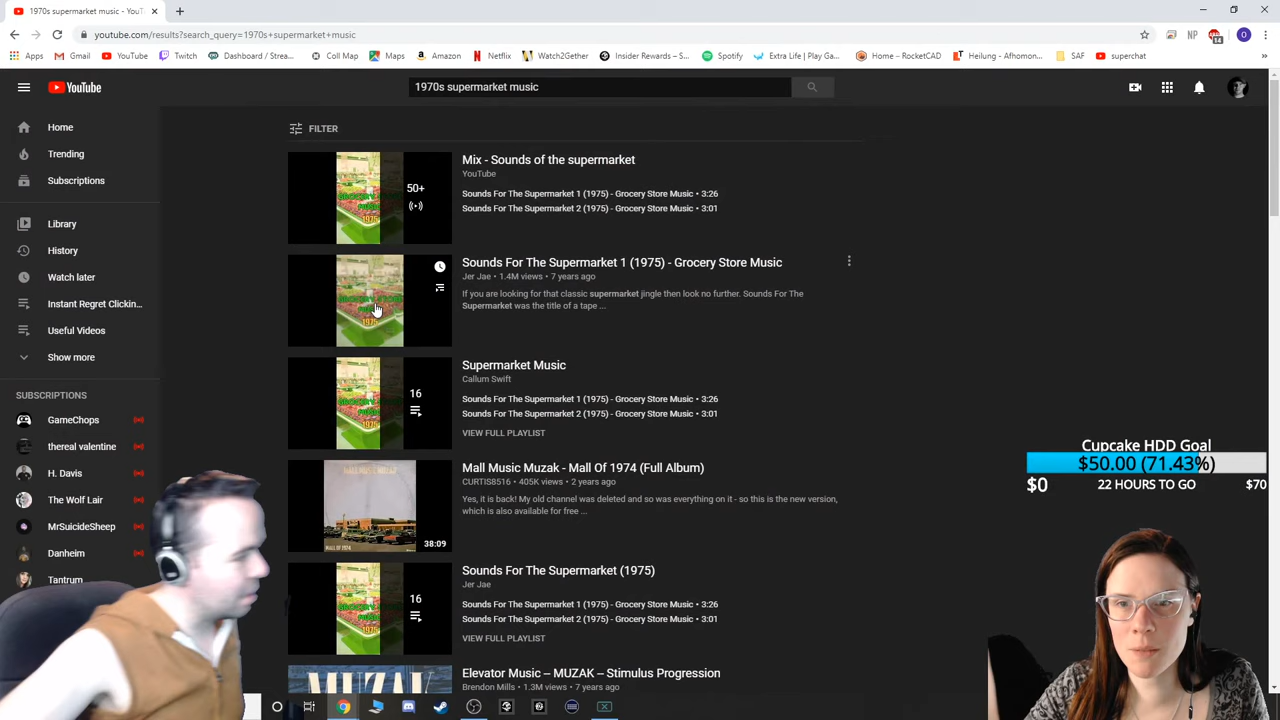 1970s supermarket music - YouT
youtube.com/results?search_query=1970s+supermarket+music
Apps Gmail YouTube Twitch Dashboard / Strea... Coll Map Maps Amazon Netflix Watch2Gether Insider Rewards – S... Spotify Extra Life | Play Ga... Home – RocketCAD Heilung – Afhomon... SAF superchat
YouTube
1970s supermarket music
Home
Trending
Subscriptions
Library
History
Watch later
Instant Regret Clickin...
Useful Videos
Show more
SUBSCRIPTIONS
GameChops
thereal valentine
H. Davis
The Wolf Lair
MrSuicideSheep
Danheim
Tantrum
FILTER
50+
Mix - Sounds of the supermarket
YouTube
Sounds For The Supermarket 1 (1975) - Grocery Store Music • 3:26
Sounds For The Supermarket 2 (1975) - Grocery Store Music • 3:01
Sounds For The Supermarket 1 (1975) - Grocery Store Music
Jer Jae • 1.4M views • 7 years ago
If you are looking for that classic supermarket jingle then look no further. Sounds For The
Supermarket was the title of a tape ...
16
Supermarket Music
Callum Swift
Sounds For The Supermarket 1 (1975) - Grocery Store Music • 3:26
Sounds For The Supermarket 2 (1975) - Grocery Store Music • 3:01
VIEW FULL PLAYLIST
MALL MUSIC MUZAK
MALL OF 1974
38:09
Mall Music Muzak - Mall Of 1974 (Full Album)
CURTIS8516 • 405K views • 2 years ago
Yes, it is back! My old channel was deleted and so was everything on it - so this is the new version,
which is also available for free ...
16
Sounds For The Supermarket (1975)
Jer Jae
Sounds For The Supermarket 1 (1975) - Grocery Store Music • 3:26
Sounds For The Supermarket 2 (1975) - Grocery Store Music • 3:01
VIEW FULL PLAYLIST
MUZAK
Elevator Music – MUZAK – Stimulus Progression
Brendon Mills • 1.3M views • 7 years ago
Cupcake HDD Goal
$50.00 (71.43%)
$0 22 HOURS TO GO $70